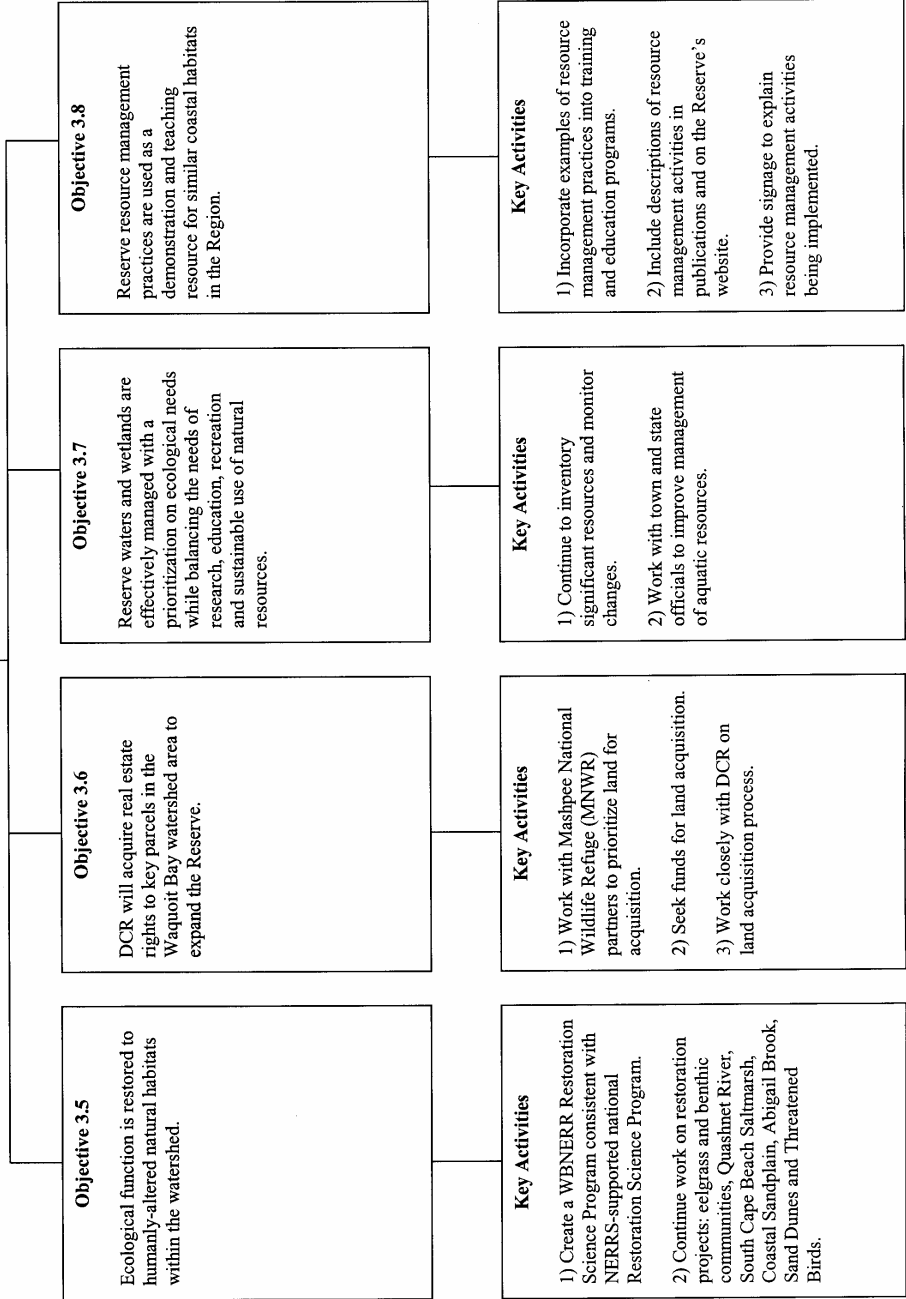 Objective 3.5
Ecological function is restored to
humanly-altered natural habitats
within the watershed.
Key Activities
1) Create a WBNERR Restoration
Science Program consistent with
NERRS-supported national
Restoration Science Program.
2) Continue work on restoration
projects: eelgrass and benthic
communities, Quashnet River,
South Cape Beach Saltmarsh,
Coastal Sandplain, Abigail Brook,
Sand Dunes and Threatened
Birds.
Objective 3.6
DCR will acquire real estate
rights to key parcels in the
Waquoit Bay watershed area to
expand the Reserve.
Key Activities
1) Work with Mashpee National
Wildlife Refuge (MNWR)
partners to prioritize land for
acquisition.
2) Seek funds for land acquisition.
3) Work closely with DCR on
land acquisition process.
Objective 3.7
Reserve waters and wetlands are
effectively managed with a
prioritization on ecological needs
while balancing the needs of
research, education, recreation
and sustainable use of natural
resources.
Key Activities
1) Continue to inventory
significant resources and monitor
changes.
2) Work with town and state
officials to improve management
of aquatic resources.
Objective 3.8
Reserve resource management
practices are used as a
demonstration and teaching
resource for similar coastal habitats
in the Region.
Key Activities
1) Incorporate examples of resource
management practices into training
and education programs.
2) Include descriptions of resource
management activities in
publications and on the Reserve's
website.
3) Provide signage to explain
resource management activities
being implemented.